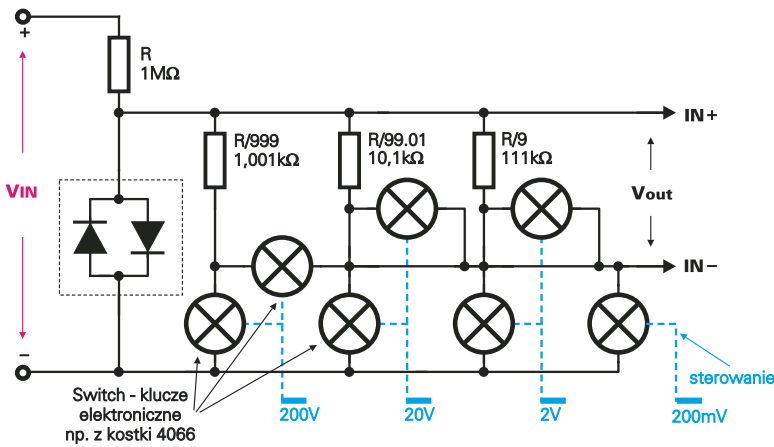 +
R
1MΩ
R/999
1,001kΩ
R/99.01
10,1kΩ
R/9
111kΩ
IN+
VIN
Vout
IN-
−
Switch - klucze
elektroniczne
np. z kostki 4066
200V
20V
2V
200mV
sterowanie